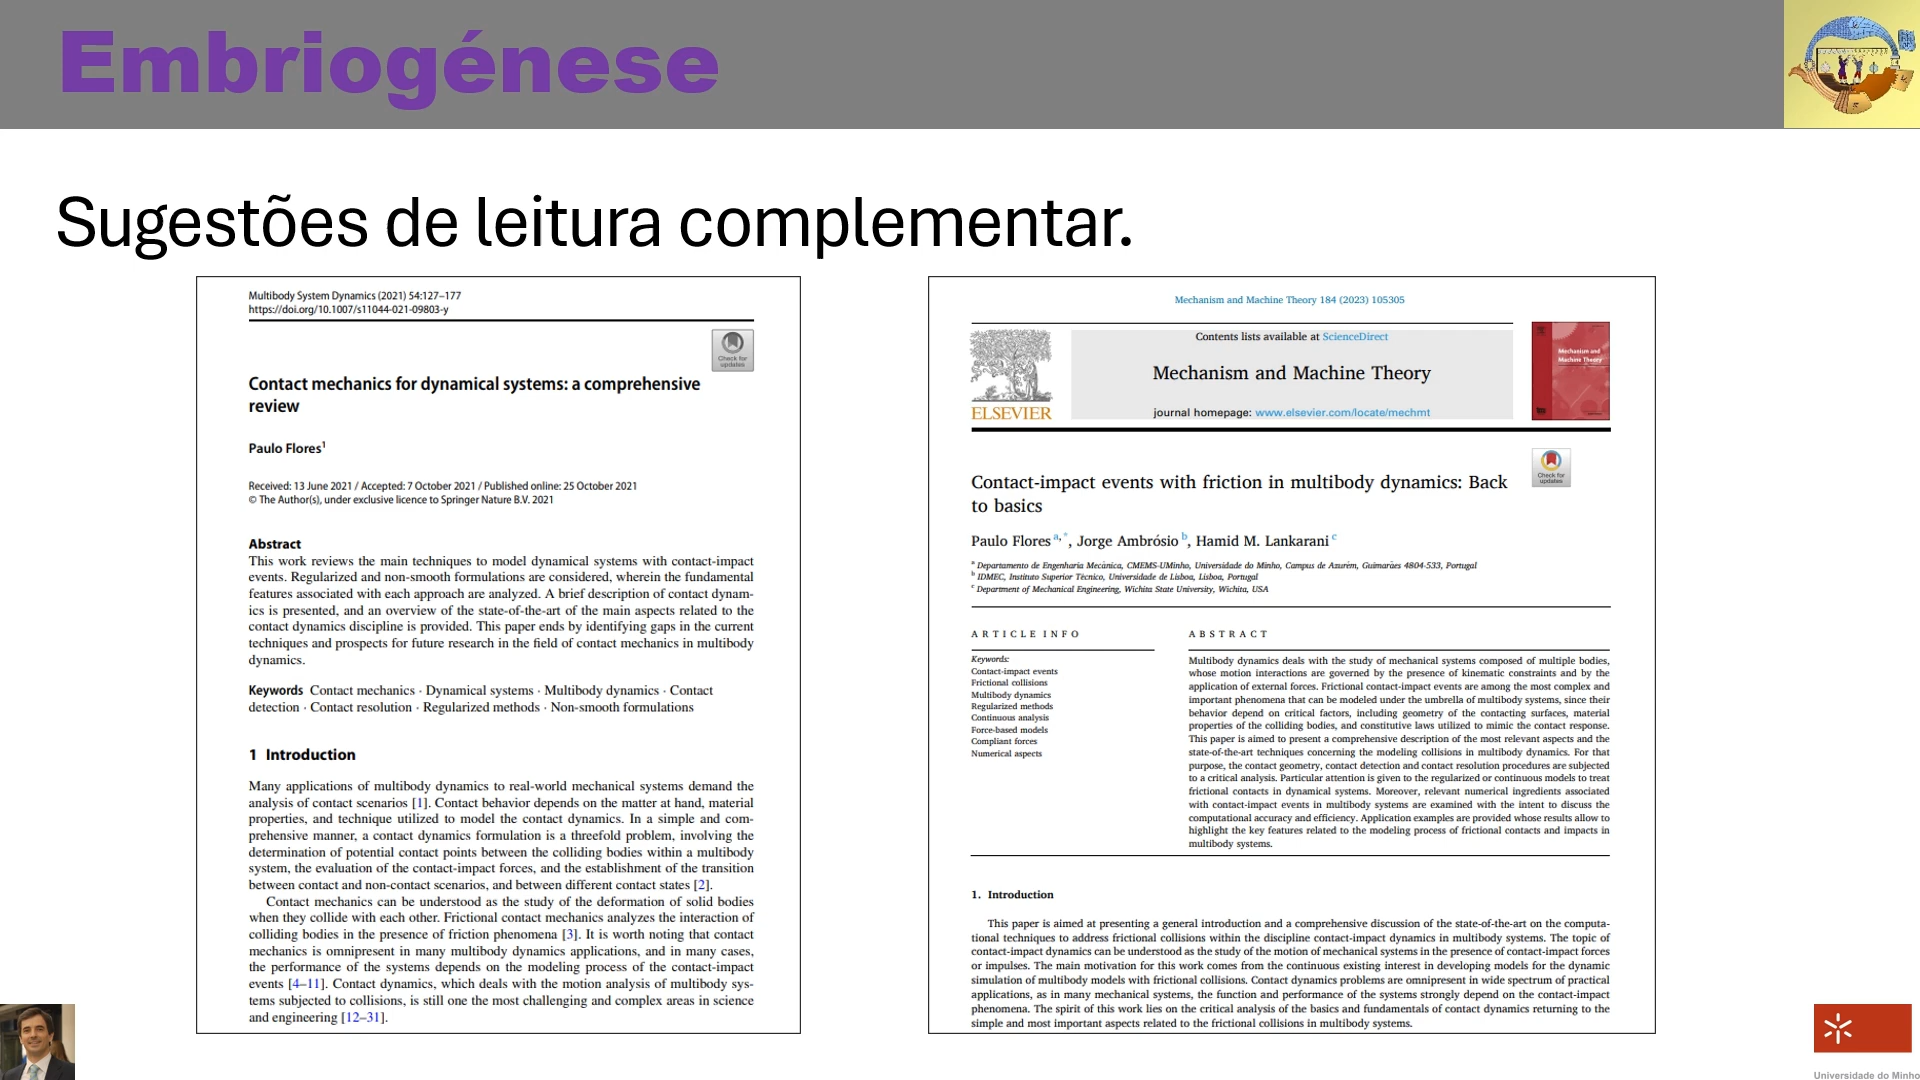 Embriogénese
Sugestões de leitura complementar.
Multibody System Dynamics (2021) 54:127–177
https://doi.org/10.1007/s11044-021-09803-y
Check for
updates
Contact mechanics for dynamical systems: a comprehensive
review
Paulo Flores1
Received: 13 June 2021 / Accepted: 7 October 2021 / Published online: 25 October 2021
© The Author(s), under exclusive licence to Springer Nature B.V. 2021
Abstract
This work reviews the main techniques to model dynamical systems with contact-impact
events. Regularized and non-smooth formulations are considered, wherein the fundamental
features associated with each approach are analyzed. A brief description of contact dynam-
ics is presented, and an overview of the state-of-the-art of the main aspects related to the
contact dynamics discipline is provided. This paper ends by identifying gaps in the current
techniques and prospects for future research in the field of contact mechanics in multibody
dynamics.
Keywords Contact mechanics · Dynamical systems · Multibody dynamics · Contact
detection · Contact resolution · Regularized methods · Non-smooth formulations
1 Introduction
Many applications of multibody dynamics to real-world mechanical systems demand the
analysis of contact scenarios [1]. Contact behavior depends on the matter at hand, material
properties, and technique utilized to model the contact dynamics. In a simple and com-
prehensive manner, a contact dynamics formulation is a threefold problem, involving the
determination of potential contact points between the colliding bodies within a multibody
system, the evaluation of the contact-impact forces, and the establishment of the transition
between contact and non-contact scenarios, and between different contact states [2].
Contact mechanics can be understood as the study of the deformation of solid bodies
when they collide with each other. Frictional contact mechanics analyzes the interaction of
colliding bodies in the presence of friction phenomena [3]. It is worth noting that contact
mechanics is omnipresent in many multibody dynamics applications, and in many cases,
the performance of the systems depends on the modeling process of the contact-impact
events [4–11]. Contact dynamics, which deals with the motion analysis of multibody sys-
tems subjected to collisions, is still one the most challenging and complex areas in science
and engineering [12–31].
Mechanism and Machine Theory 184 (2023) 105305
ELSEVIER
Contents lists available at ScienceDirect
Mechanism and Machine Theory
journal homepage: www.elsevier.com/locate/mechmt
Mechanism and
Machine Theory
Check for
updates
Contact-impact events with friction in multibody dynamics: Back
to basics
Paulo Flores a,*, Jorge Ambrósio b, Hamid M. Lankarani c
a Departamento de Engenharia Mecânica, CMEMS-UMinho, Universidade do Minho, Campus de Azurém, Guimarães 4804-533, Portugal
b IDMEC, Instituto Superior Técnico, Universidade de Lisboa, Lisboa, Portugal
c Department of Mechanical Engineering, Wichita State University, Wichita, USA
ARTICLE INFO
Keywords:
Contact-impact events
Frictional collisions
Multibody dynamics
Regularized methods
Continuous analysis
Force-based models
Compliant forces
Numerical aspects
ABSTRACT
Multibody dynamics deals with the study of mechanical systems composed of multiple bodies,
whose motion interactions are governed by the presence of kinematic constraints and by the
application of external forces. Frictional contact-impact events are among the most complex and
important phenomena that can be modeled under the umbrella of multibody systems, since their
behavior depend on critical factors, including geometry of the contacting surfaces, material
properties of the colliding bodies, and constitutive laws utilized to mimic the contact response.
This paper is aimed to present a comprehensive description of the most relevant aspects and the
state-of-the-art techniques concerning the modeling collisions in multibody dynamics. For that
purpose, the contact geometry, contact detection and contact resolution procedures are subjected
to a critical analysis. Particular attention is given to the regularized or continuous models to treat
frictional contacts in dynamical systems. Moreover, relevant numerical ingredients associated
with contact-impact events in multibody systems are examined with the intent to discuss the
computational accuracy and efficiency. Application examples are provided whose results allow to
highlight the key features related to the modeling process of frictional contacts and impacts in
multibody systems.
1. Introduction
This paper is aimed at presenting a general introduction and a comprehensive discussion of the state-of-the-art on the computa-
tional techniques to address frictional collisions within the discipline contact-impact dynamics in multibody systems. The topic of
contact-impact dynamics can be understood as the study of the motion of mechanical systems in the presence of contact-impact forces
or impulses. The main motivation for this work comes from the continuous existing interest in developing models for the dynamic
simulation of multibody models with frictional collisions. Contact dynamics problems are omnipresent in wide spectrum of practical
applications, as in many mechanical systems, the function and performance of the systems strongly depend on the contact-impact
phenomena. The spirit of this work lies on the critical analysis of the basics and fundamentals of contact dynamics returning to the
simple and most important aspects related to the frictional collisions in multibody systems.
Universidade do Minho